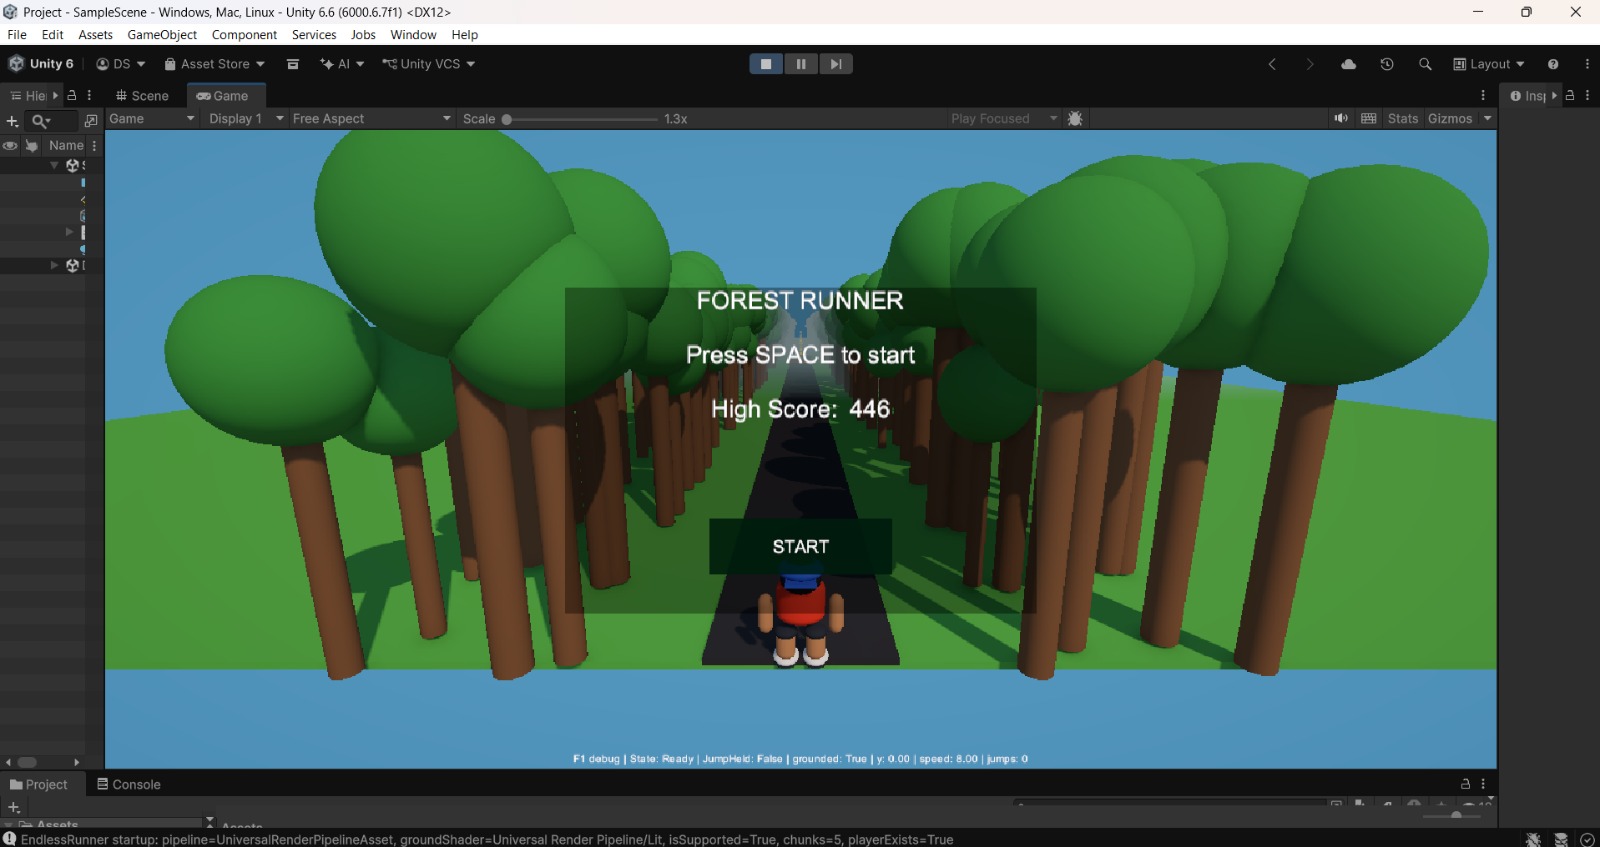 Project - SampleScene - Windows, Mac, Linux - Unity 6.6 (6000.6.7f1) <DX12>
File Edit Assets GameObject Component Services Jobs Window Help
Unity 6 DS Asset Store AI Unity VCS Layout
Scene Game
Game Display 1 Free Aspect Scale 1.3x Play Focused Stats Gizmos
Name
FOREST RUNNER
Press SPACE to start
High Score: 446
START
F1 debug | State: Ready | JumpHeld: False | grounded: True | y: 0.00 | speed: 8.00 | jumps: 0
Project Console
Assets Assets
EndlessRunner startup: pipeline=UniversalRenderPipelineAsset, groundShader=Universal Render Pipeline/Lit, isSupported=True, chunks=5, playerExists=True